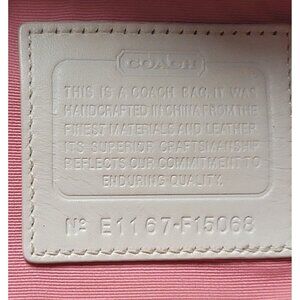 COACH
THIS IS A COACH BAG. IT WAS
HANDCRAFTED IN CHINA FROM THE
FINEST MATERIALS AND LEATHER.
ITS SUPERIOR CRAFTSMANSHIP
REFLECTS OUR COMMITMENT TO
ENDURING QUALITY.
Nº E1167-F15068